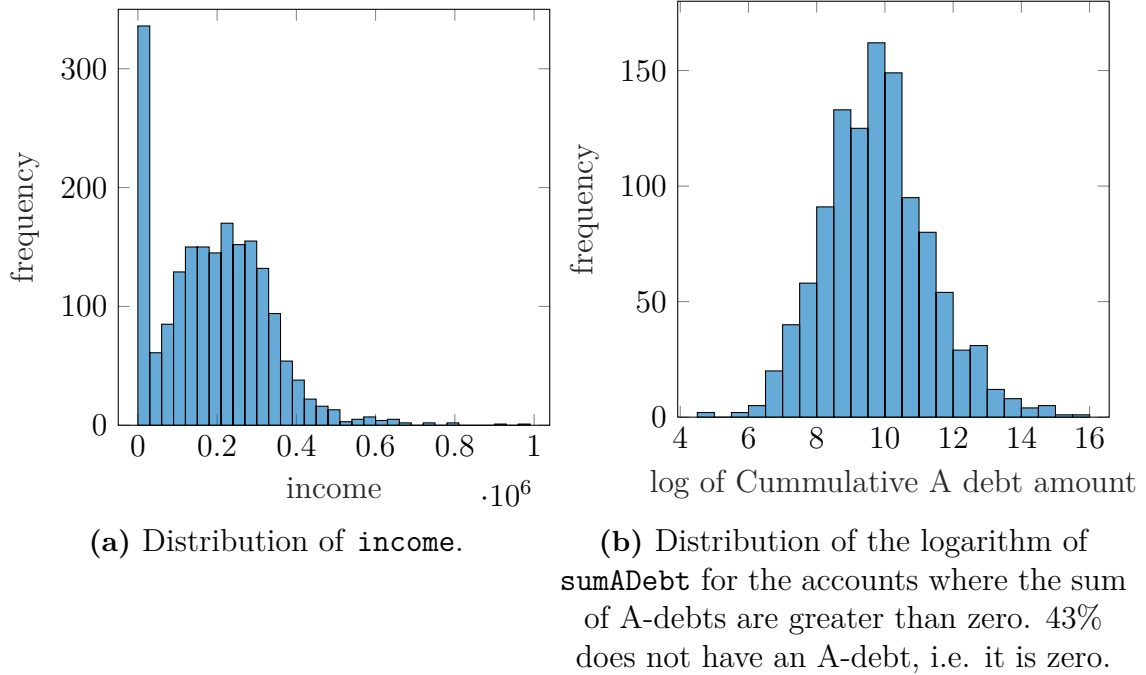 300
200
100
0
frequency
0
0.2
0.4
0.6
0.8
1
income
·10⁶
(a) Distribution of income.
150
100
50
0
frequency
4
6
8
10
12
14
16
log of Cummulative A debt amount
(b) Distribution of the logarithm of
sumADebt for the accounts where the sum
of A-debts are greater than zero. 43%
does not have an A-debt, i.e. it is zero.